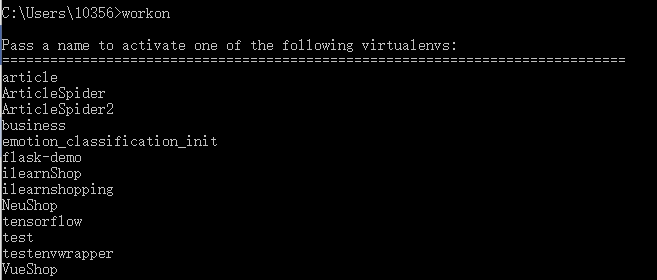 C:\Users\10356>workon
Pass a name to activate one of the following virtualenvs:
==============================================================================
article
ArticleSpider
ArticleSpider2
business
emotion_classification_init
flask-demo
ilearnShop
ilearnshopping
NeuShop
tensorflow
test
testenvwrapper
VueShop